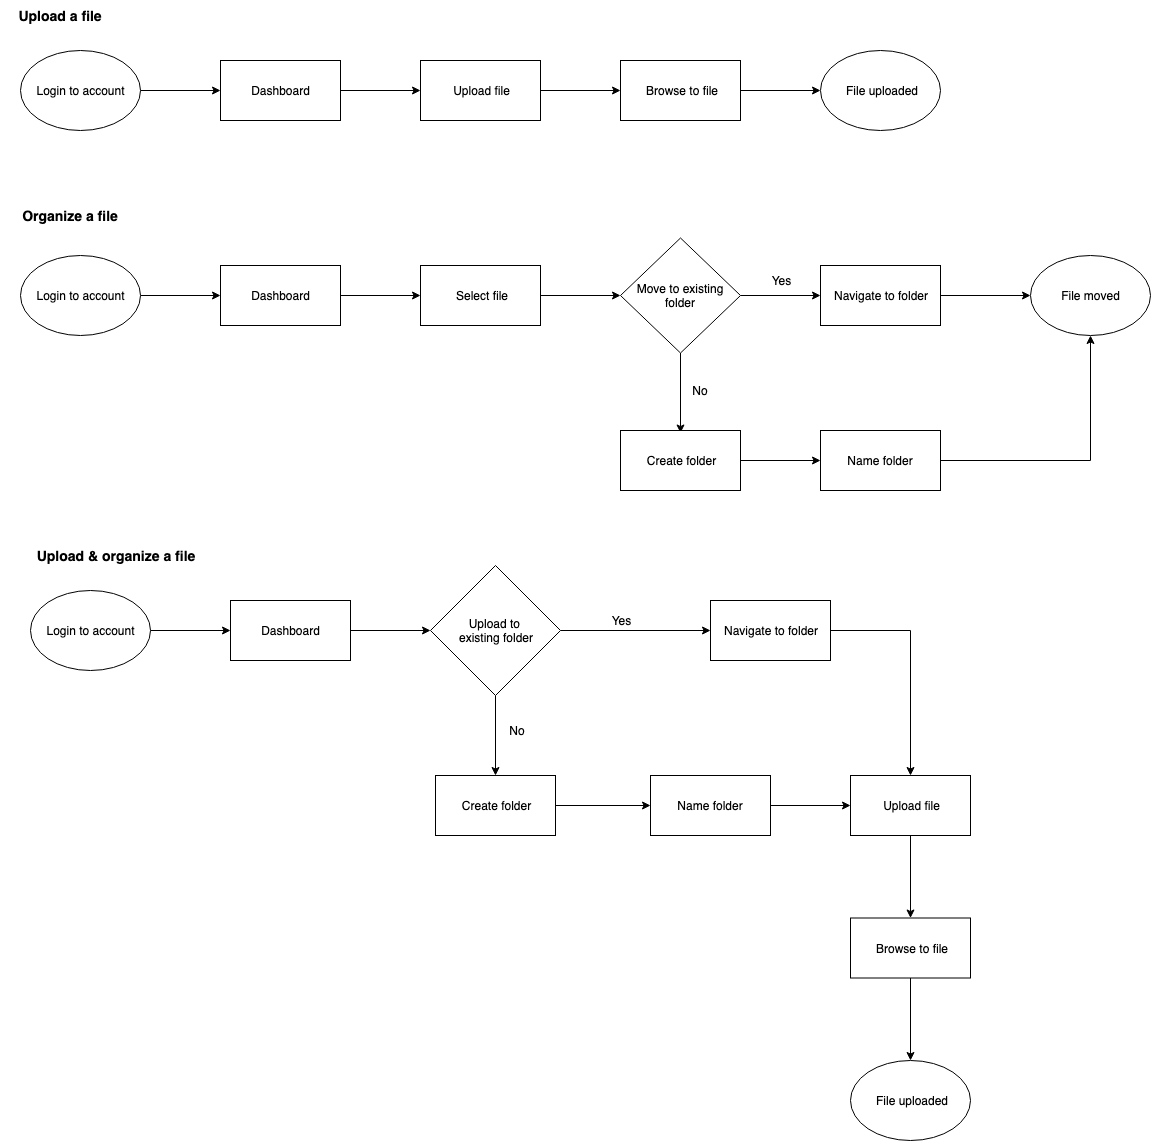 Upload a file
Login to account
Dashboard
Upload file
Browse to file
File uploaded
Organize a file
Login to account
Dashboard
Select file
Move to existing
folder
Yes
Navigate to folder
File moved
No
Create folder
Name folder
Upload & organize a file
Login to account
Dashboard
Upload to
existing folder
Yes
Navigate to folder
No
Create folder
Name folder
Upload file
Browse to file
File uploaded